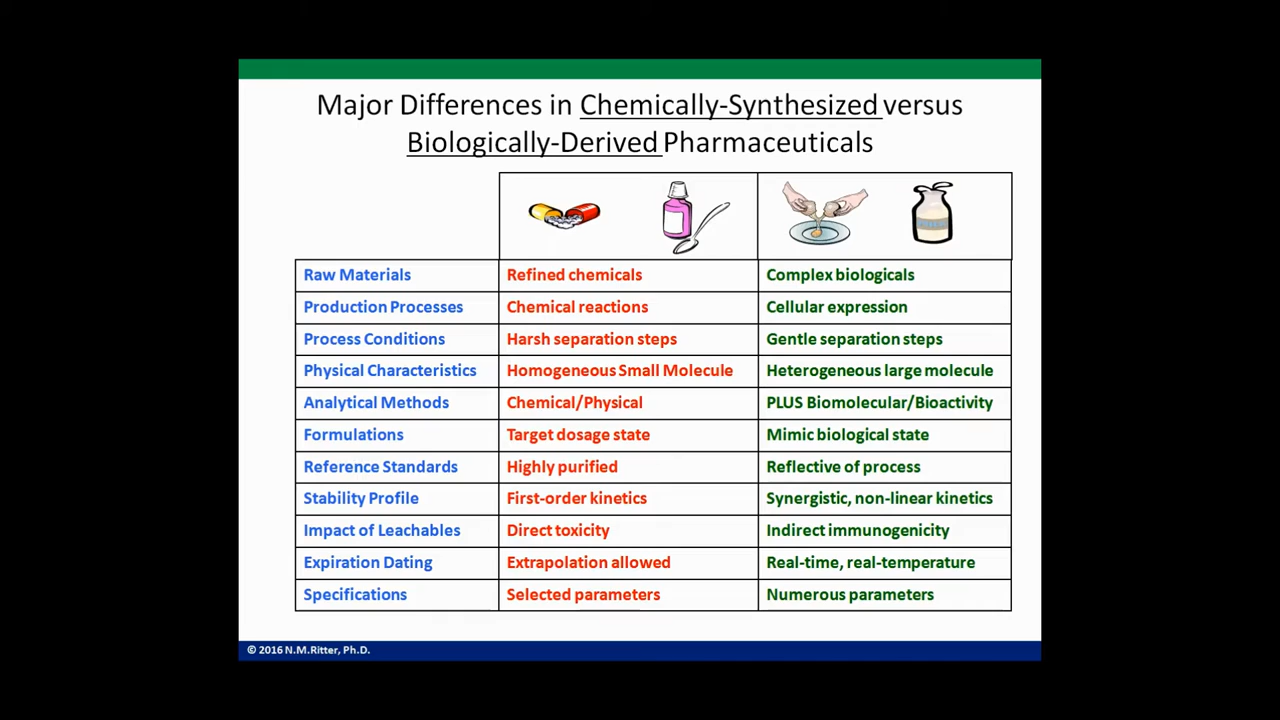 Major Differences in Chemically-Synthesized versus
Biologically-Derived Pharmaceuticals
Raw Materials Refined chemicals Complex biologicals
Production Processes Chemical reactions Cellular expression
Process Conditions Harsh separation steps Gentle separation steps
Physical Characteristics Homogeneous Small Molecule Heterogeneous large molecule
Analytical Methods Chemical/Physical PLUS Biomolecular/Bioactivity
Formulations Target dosage state Mimic biological state
Reference Standards Highly purified Reflective of process
Stability Profile First-order kinetics Synergistic, non-linear kinetics
Impact of Leachables Direct toxicity Indirect immunogenicity
Expiration Dating Extrapolation allowed Real-time, real-temperature
Specifications Selected parameters Numerous parameters
© 2016 N.M.Ritter, Ph.D.